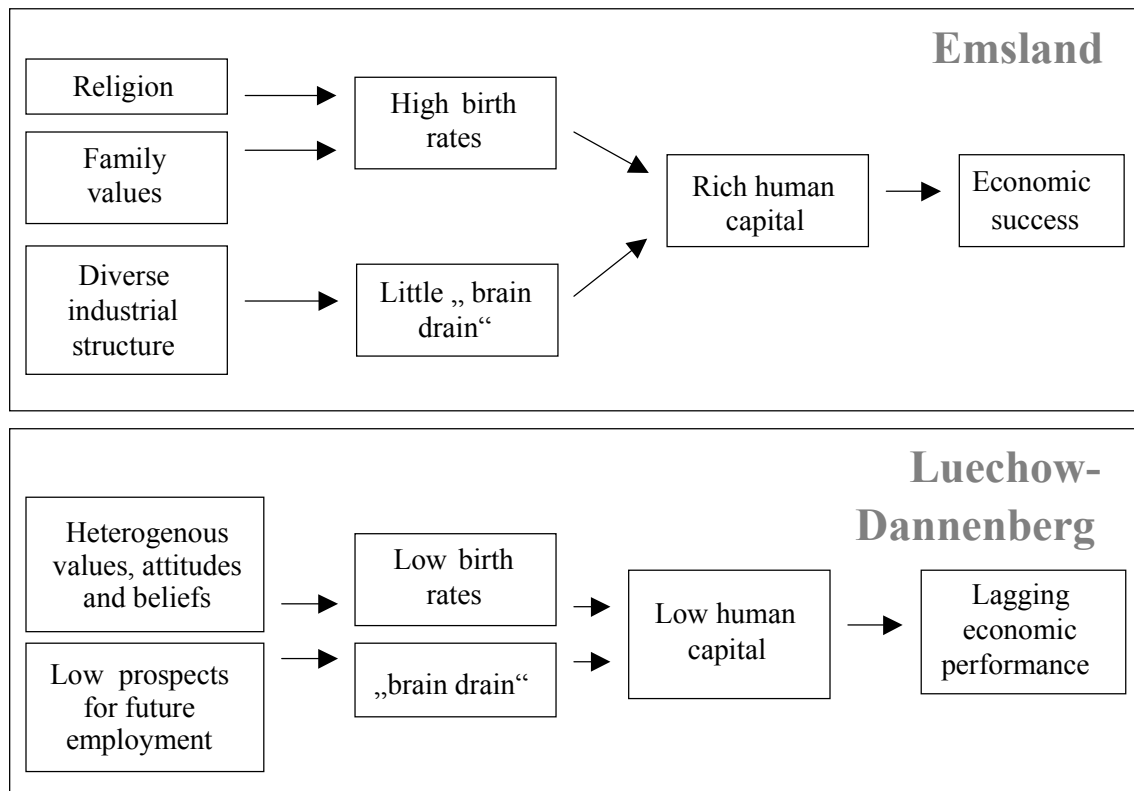 Emsland
Religion
Family
values
Diverse
industrial
structure
High birth
rates
Little „ brain
drain“
Rich human
capital
Economic
success
Luechow-
Dannenberg
Heterogenous
values, attitudes
and beliefs
Low prospects
for future
employment
Low birth
rates
„brain drain“
Low human
capital
Lagging
economic
performance